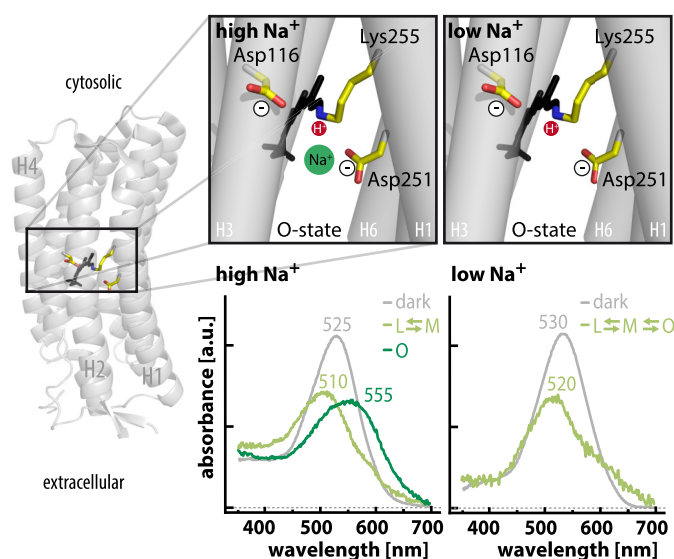 high Na⁺
Asp116
Lys255
H⁺
Na⁺
Asp251
H3
O-state
H6
H1
low Na⁺
Asp116
Lys255
H⁺
Asp251
H3
O-state
H6
H1
cytosolic
H4
H2
H1
extracellular
high Na⁺
dark
L⇆M
O
525
510
555
absorbance [a.u.]
400 500 600 700
wavelength [nm]
low Na⁺
dark
L⇆M⇆O
530
520
400 500 600 700
wavelength [nm]